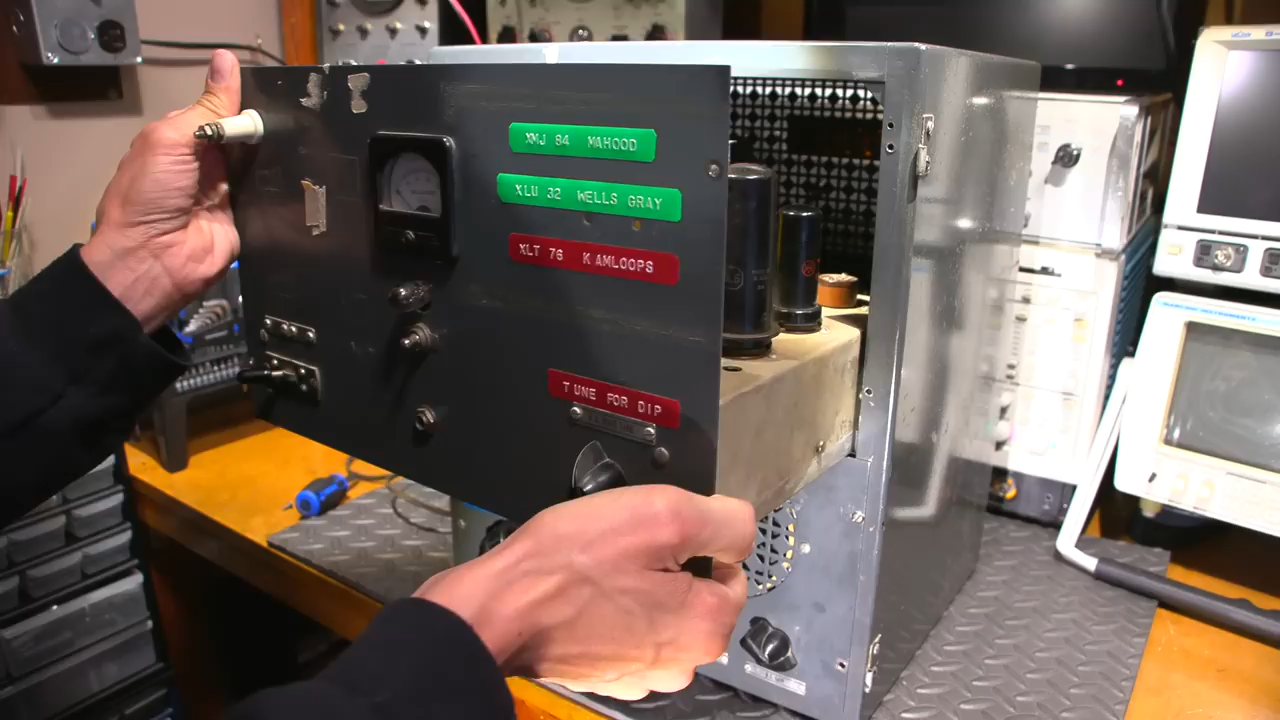 XMJ 84 MAHOOD
XLU 32 WELLS GRAY
XLT 76 KAMLOOPS
TUNE FOR DIP